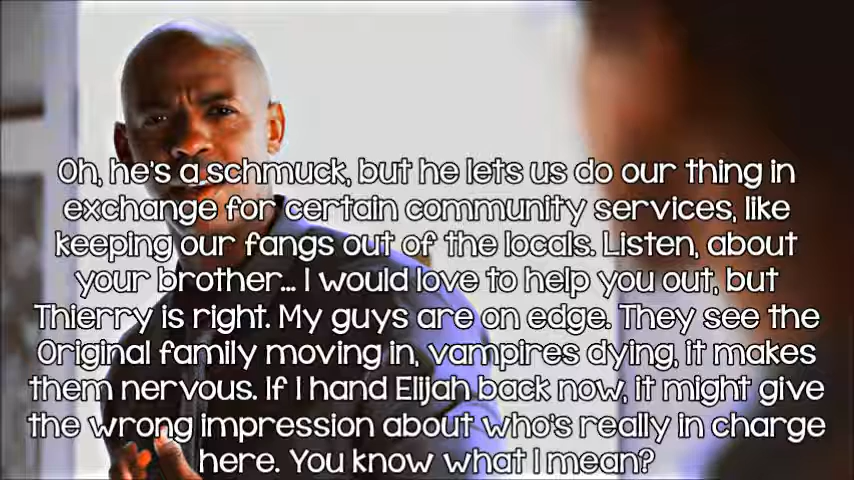 Oh, he's a schmuck, but he lets us do our thing in
exchange for certain community services, like
keeping our fangs out of the locals. Listen, about
your brother... I would love to help you out, but
Thierry is right. My guys are on edge. They see the
Original family moving in, vampires dying, it makes
them nervous. If I hand Elijah back now, it might give
the wrong impression about who's really in charge
here. You know what I mean?